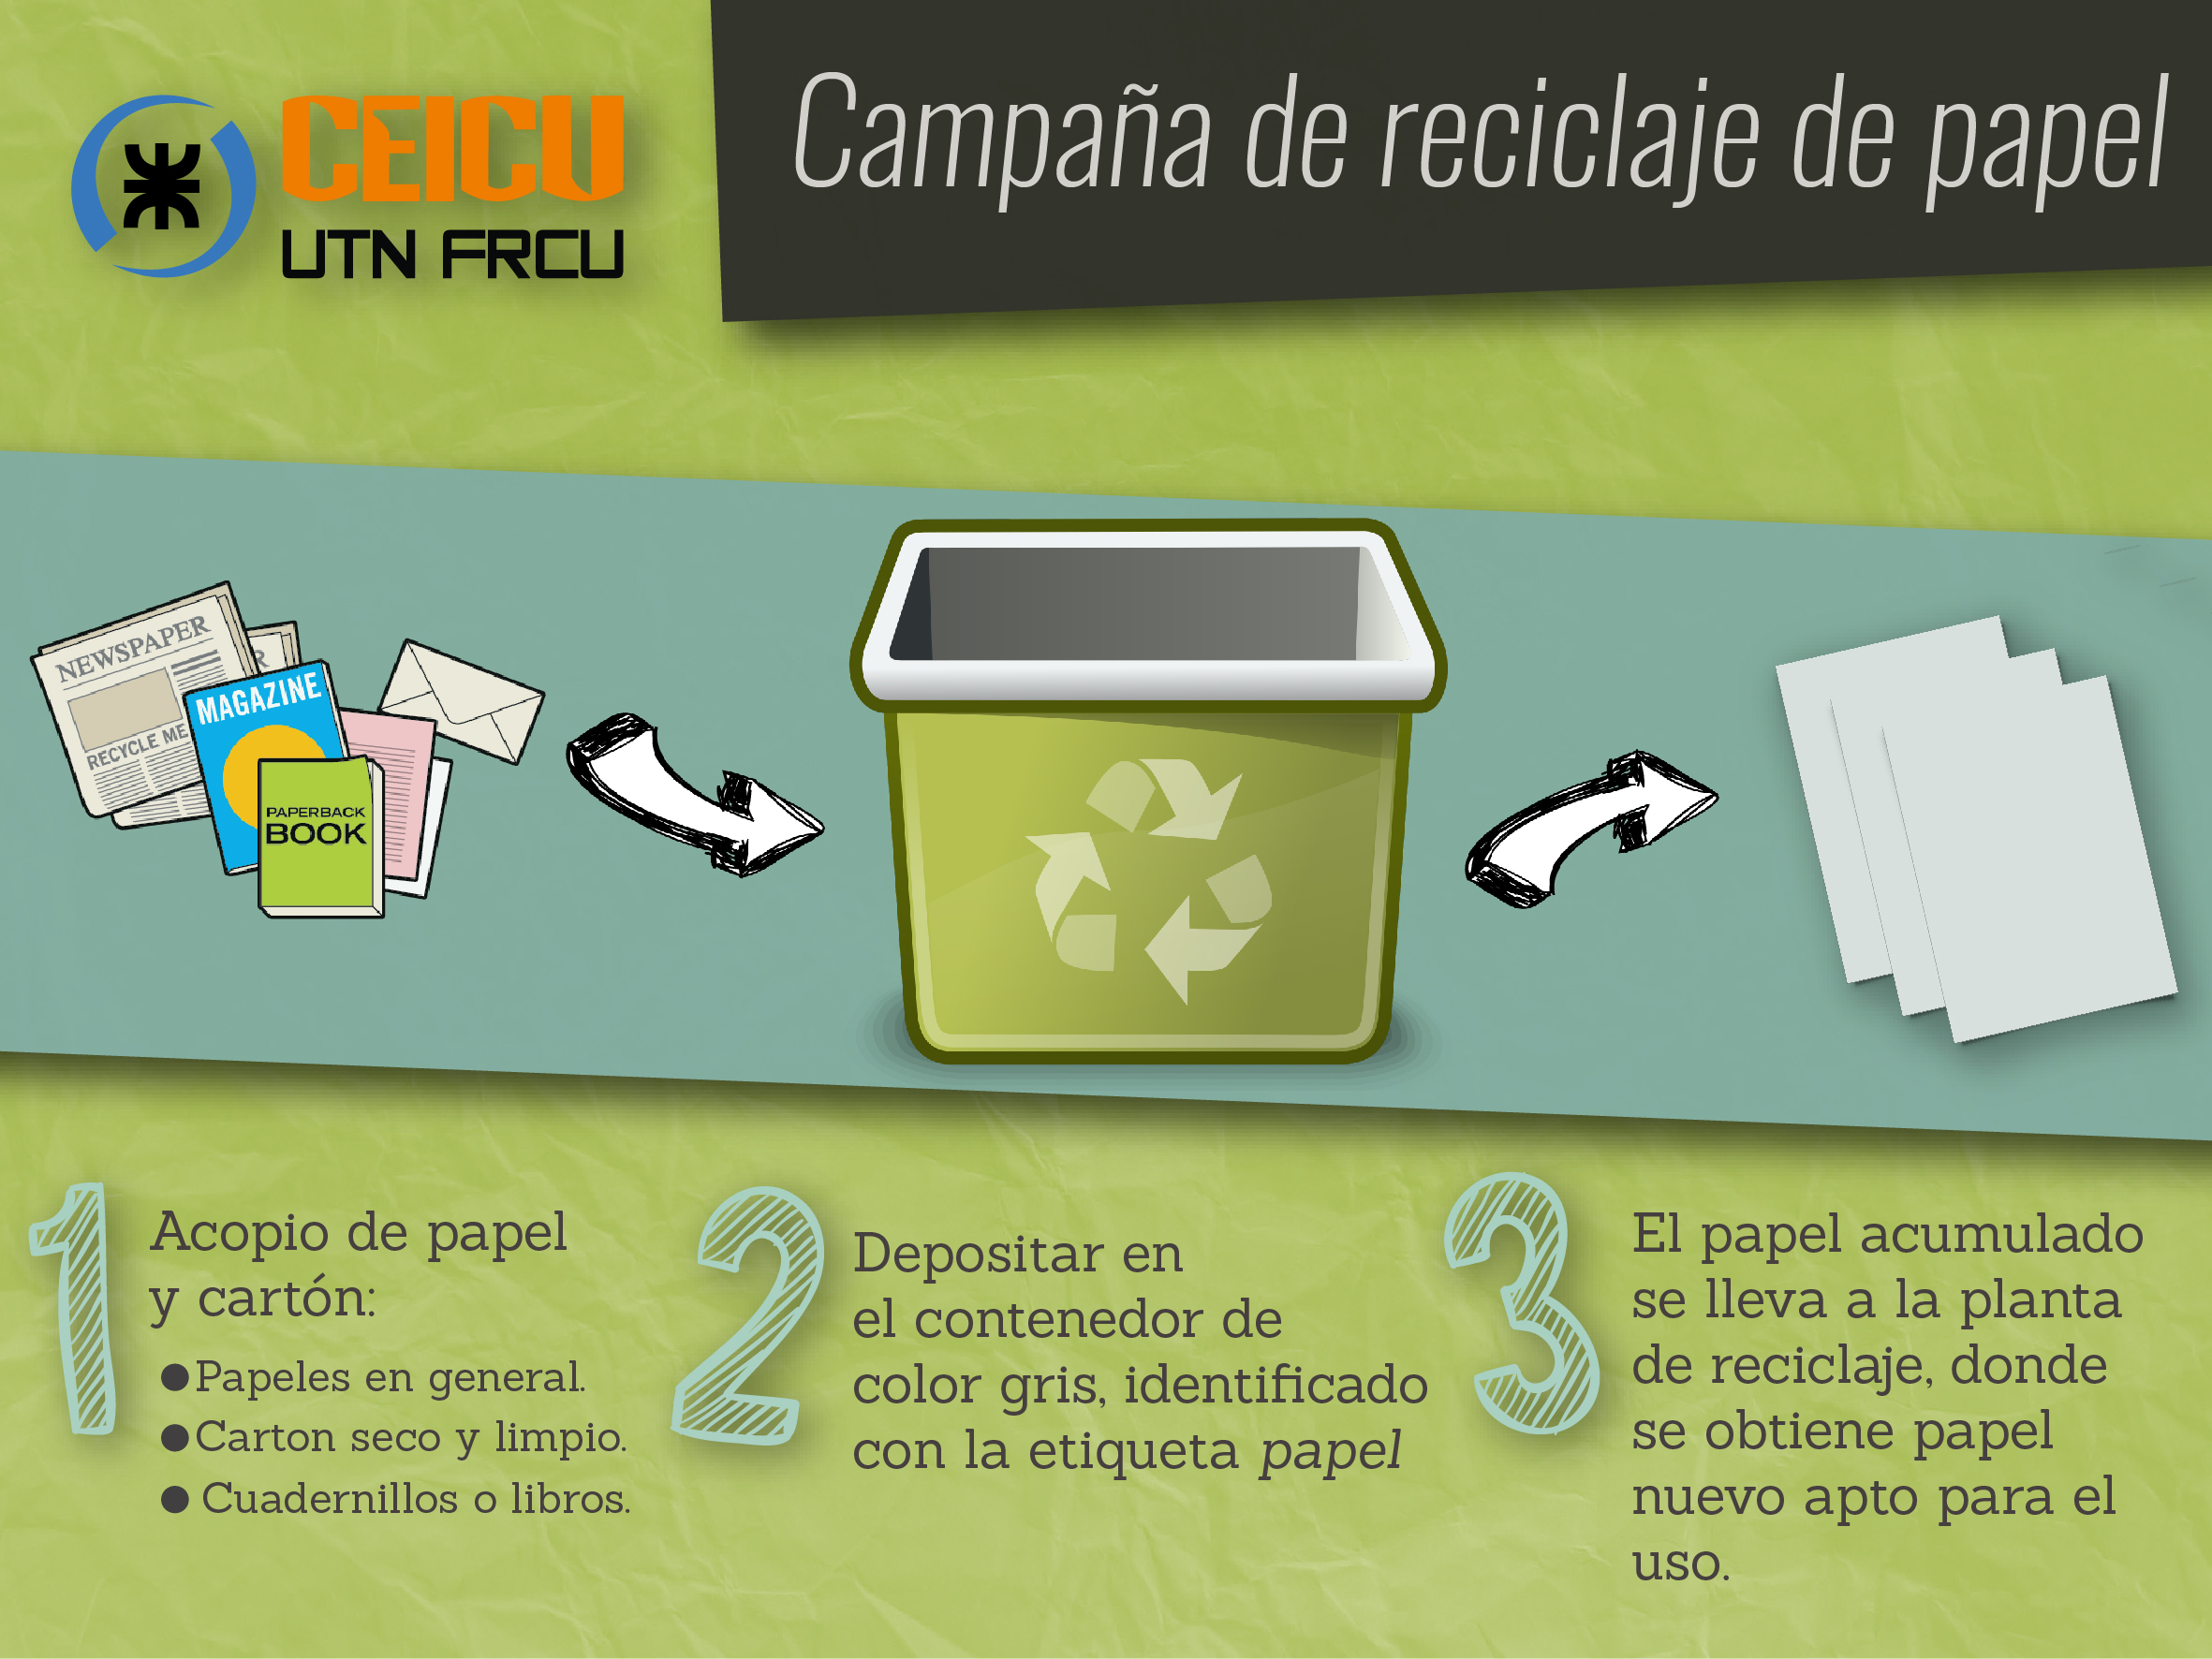 CEICU
UTN FRCU
Campaña de reciclaje de papel
NEWSPAPER
R
RECYCLE ME
MAGAZINE
PAPERBACK
BOOK
1
Acopio de papel
y cartón:
●Papeles en general.
●Carton seco y limpio.
● Cuadernillos o libros.
2
Depositar en
el contenedor de
color gris, identificado
con la etiqueta papel
3
El papel acumulado
se lleva a la planta
de reciclaje, donde
se obtiene papel
nuevo apto para el
uso.